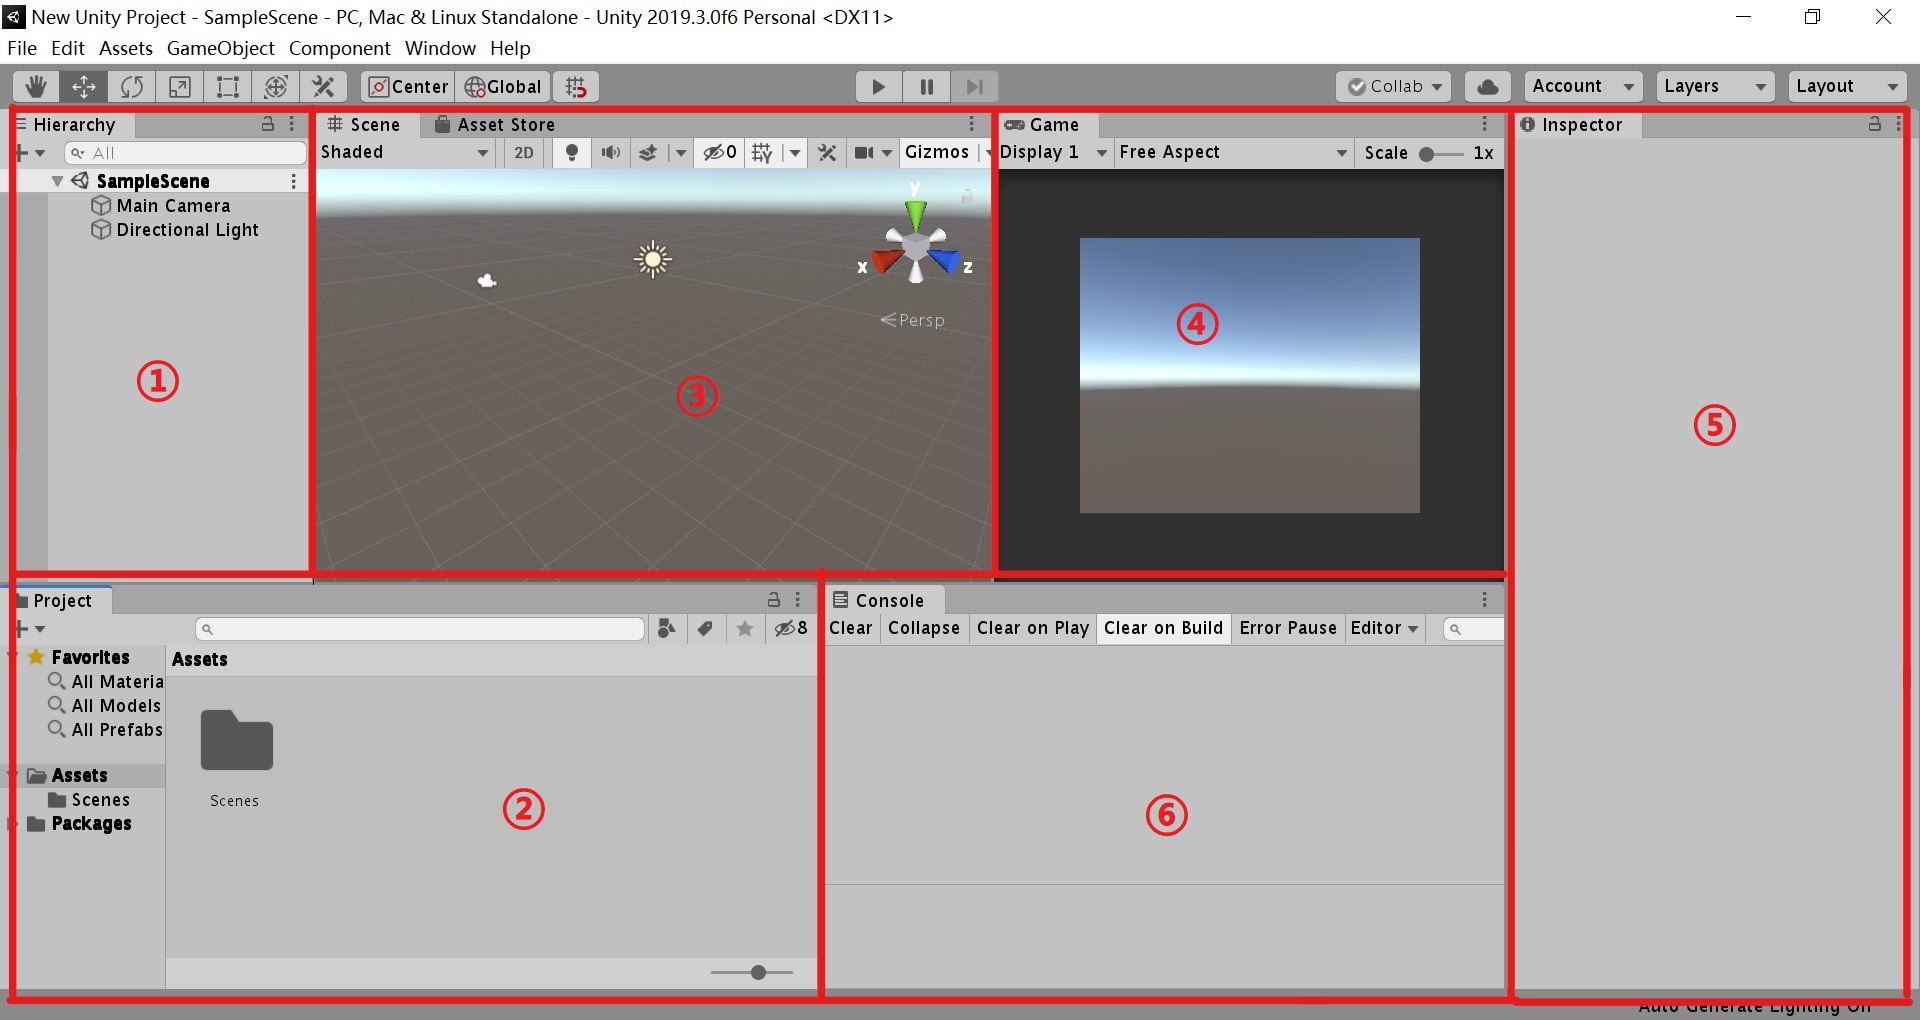 New Unity Project - SampleScene - PC, Mac & Linux Standalone - Unity 2019.3.0f6 Personal <DX11>
File Edit Assets GameObject Component Window Help
Center Global Collab Account Layers Layout
Hierarchy
All
SampleScene
Main Camera
Directional Light
①
Scene Asset Store
Shaded 2D 0 Gizmos
y
x z
Persp
③
Game
Display 1 Free Aspect Scale 1x
④
Inspector
⑤
Project
8
Favorites
All Materia
All Models
All Prefabs
Assets
Scenes
Packages
Assets
Scenes
②
Console
Clear Collapse Clear on Play Clear on Build Error Pause Editor
⑥
Auto Generate Lighting On